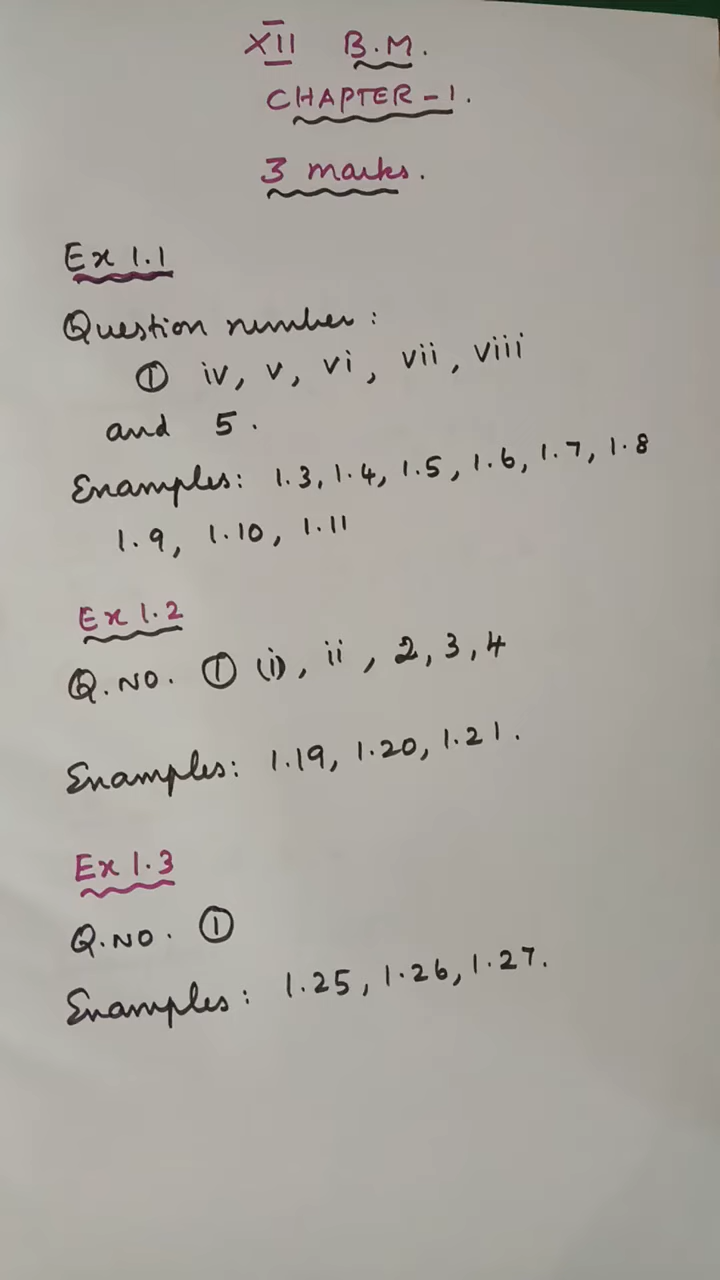 XII B.M.
CHAPTER-1.
3 marks.
Ex 1.1
Question number:
① iv, v, vi, vii, viii
and 5.
Examples: 1.3, 1.4, 1.5, 1.6, 1.7, 1.8
1.9, 1.10, 1.11
Ex 1.2
Q.NO. ① (i), ii, 2, 3, 4
Examples: 1.19, 1.20, 1.21.
Ex 1.3
Q.NO. ①
Examples: 1.25, 1.26, 1.27.